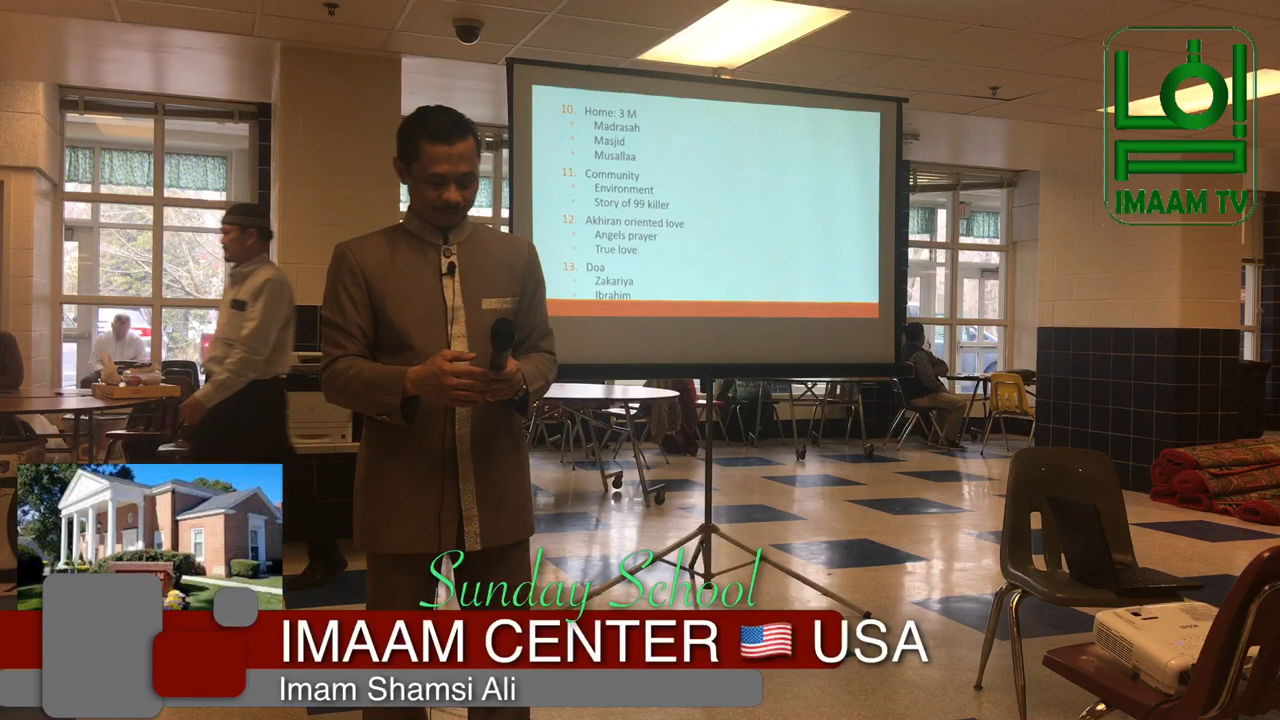 10. Home: 3 M
Madrasah
Masjid
Musallaa
11. Community
Environment
Story of 99 killer
12. Akhiran oriented love
Angels prayer
True love
13. Doa
Zakariya
Ibrahim
IMAAM TV
Sunday School
IMAAM CENTER 🇺🇸 USA
Imam Shamsi Ali
EPSON